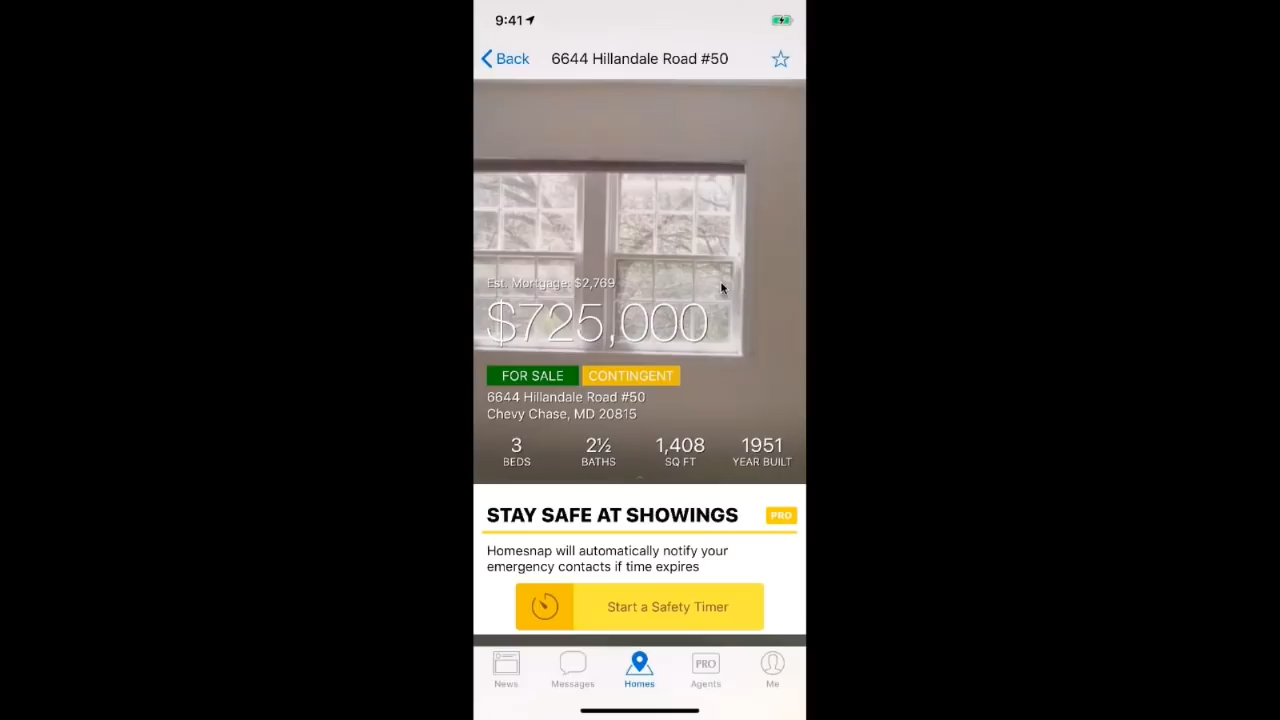 9:41
Back
6644 Hillandale Road #50
Est. Mortgage: $2,769
$725,000
FOR SALE
CONTINGENT
6644 Hillandale Road #50
Chevy Chase, MD 20815
3
2½
1,408
1951
BEDS
BATHS
SQ FT
YEAR BUILT
STAY SAFE AT SHOWINGS
PRO
Homesnap will automatically notify your
emergency contacts if time expires
Start a Safety Timer
PRO
News
Messages
Homes
Agents
Me